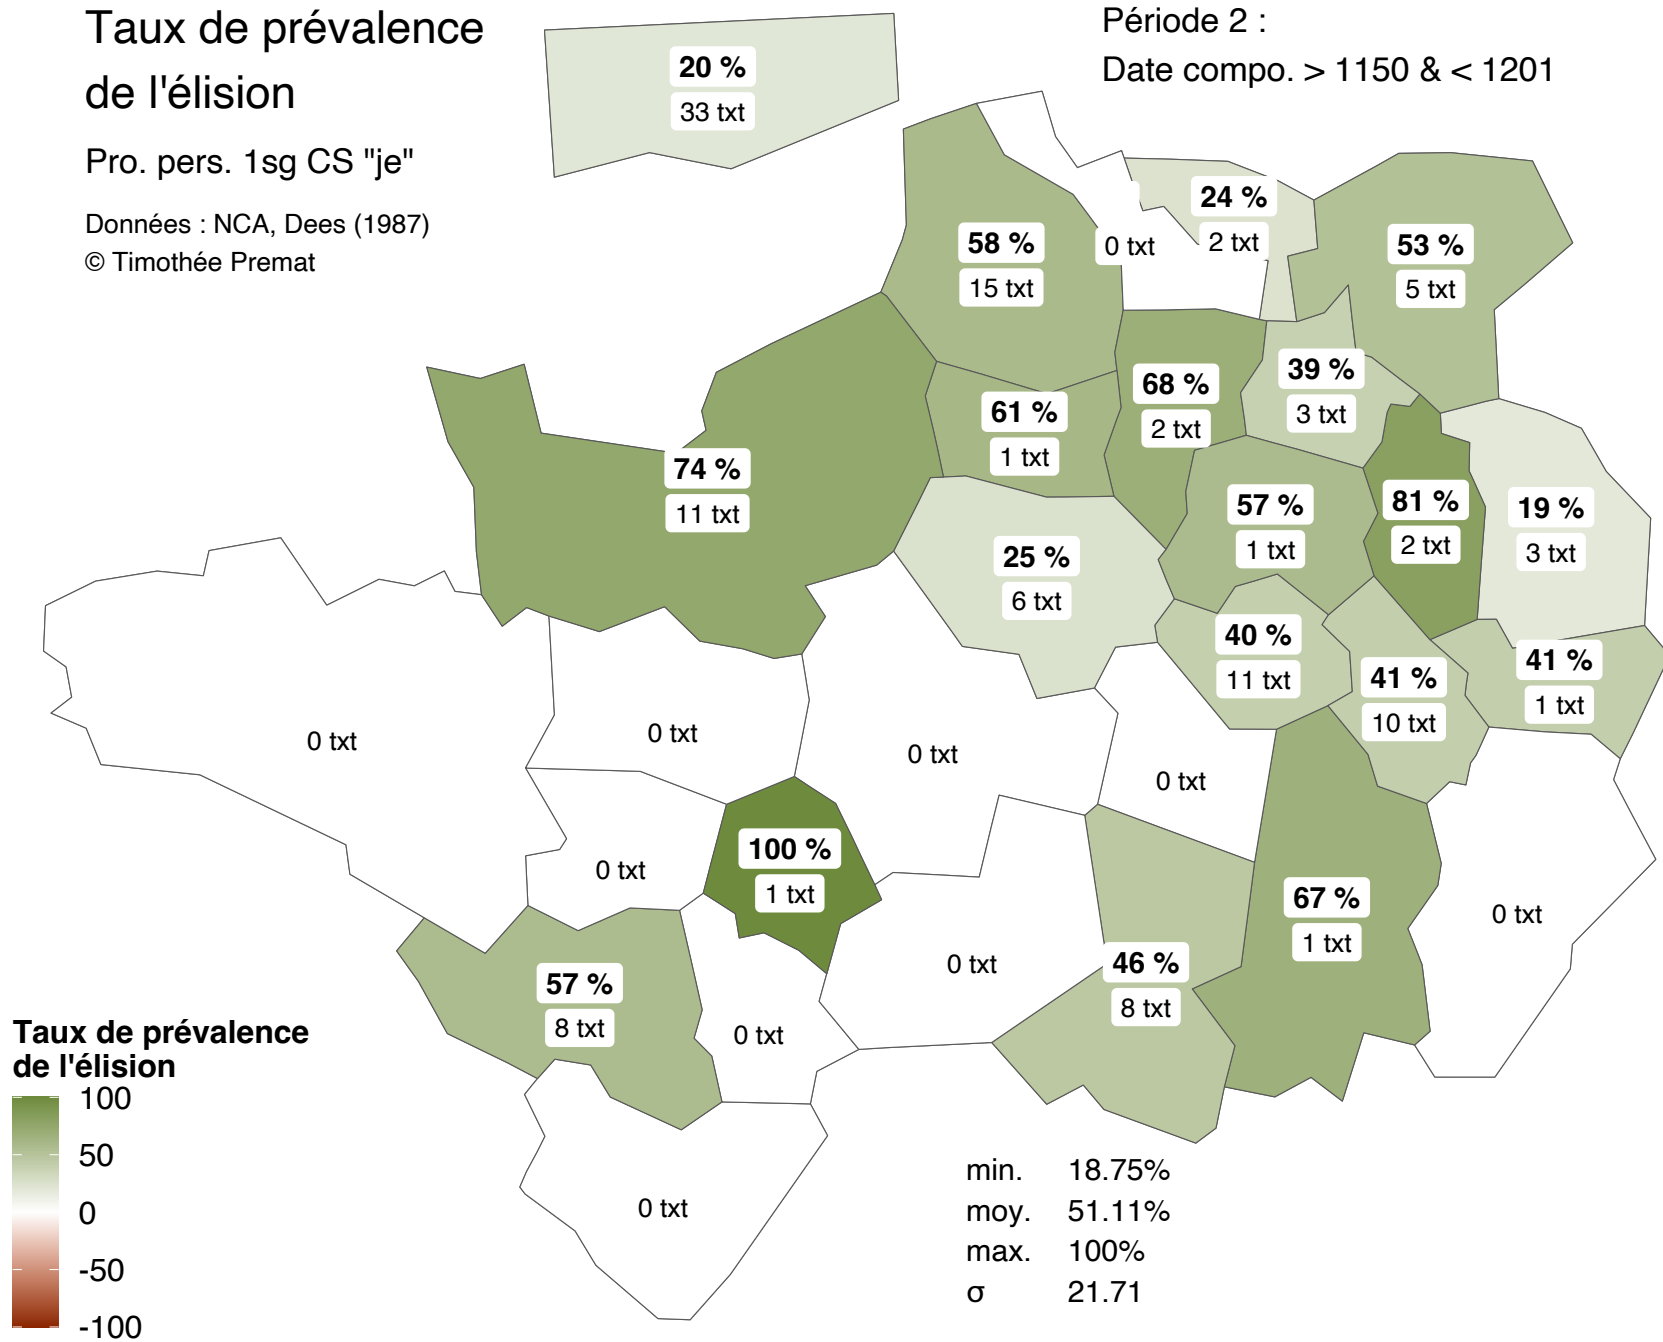 Taux de prévalence
de l'élision
Pro. pers. 1sg CS "je"
Données : NCA, Dees (1987)
© Timothée Premat
Période 2 :
Date compo. > 1150 & < 1201
20 %
33 txt
24 %
2 txt
0 txt
58 %
15 txt
53 %
5 txt
39 %
3 txt
68 %
2 txt
61 %
1 txt
74 %
11 txt
57 %
1 txt
81 %
2 txt
19 %
3 txt
25 %
6 txt
40 %
11 txt
41 %
10 txt
41 %
1 txt
0 txt
0 txt
0 txt
0 txt
0 txt
100 %
1 txt
67 %
1 txt
0 txt
0 txt
46 %
8 txt
57 %
8 txt
0 txt
0 txt
Taux de prévalence
de l'élision
100
50
0
-50
-100
min. 18.75%
moy. 51.11%
max. 100%
σ 21.71